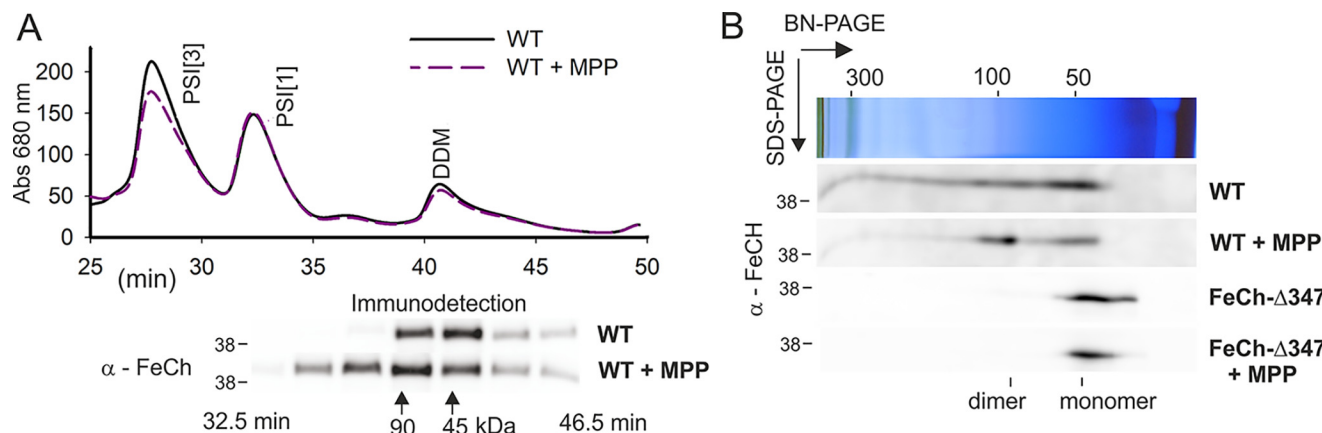 A
WT
WT + MPP
Abs 680 nm
200
150
100
50
0
PSI[3]
PSI[1]
DDM
25
30
35
40
45
50
(min)
Immunodetection
α - FeCh
38
38
WT
WT + MPP
32.5 min
90
45 kDa
46.5 min
B
BN-PAGE
SDS-PAGE
300
100
50
α - FeCH
38
WT
38
WT + MPP
38
FeCh-Δ347
38
FeCh-Δ347
+ MPP
dimer
monomer